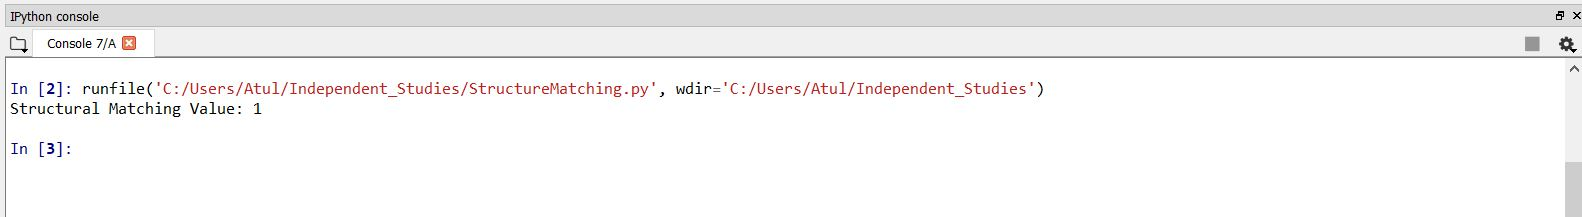 IPython console
Console 7/A
In [2]: runfile('C:/Users/Atul/Independent_Studies/StructureMatching.py', wdir='C:/Users/Atul/Independent_Studies')
Structural Matching Value: 1
In [3]: